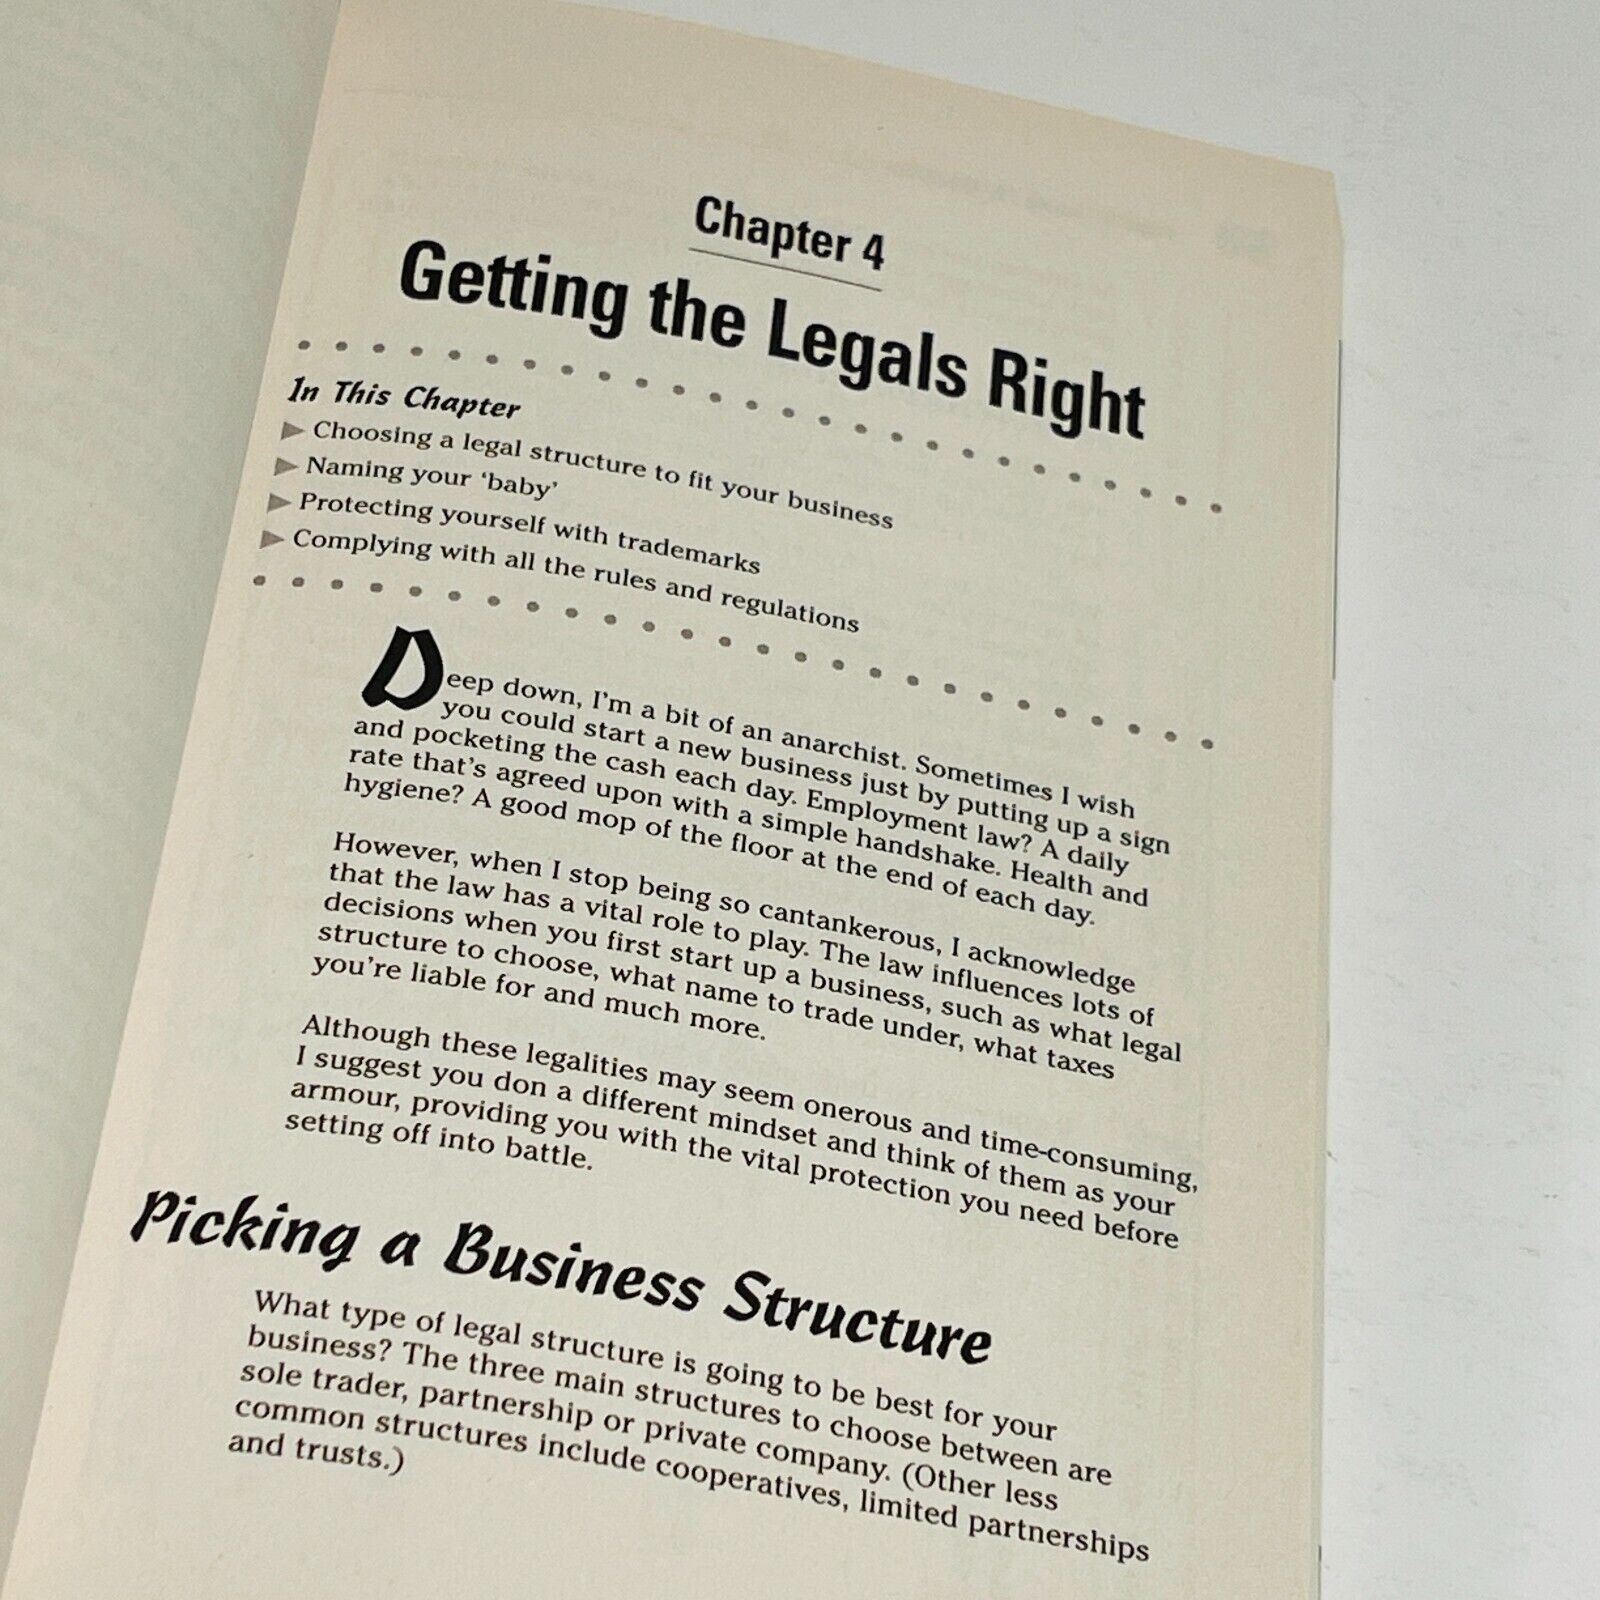 Chapter 4
Getting the Legals Right
In This Chapter
Choosing a legal structure to fit your business
Naming your ‘baby’
Protecting yourself with trademarks
Complying with all the rules and regulations
Deep down, I’m a bit of an anarchist. Sometimes I wish
you could start a new business just by putting up a sign
and pocketing the cash each day. Employment law? A daily
rate that’s agreed upon with a simple handshake. Health and
hygiene? A good mop of the floor at the end of each day.
However, when I stop being so cantankerous, I acknowledge
that the law has a vital role to play. The law influences lots of
decisions when you first start up a business, such as what legal
structure to choose, what name to trade under, what taxes
you’re liable for and much more.
Although these legalities may seem onerous and time-consuming,
I suggest you don a different mindset and think of them as your
armour, providing you with the vital protection you need before
setting off into battle.
Picking a Business Structure
What type of legal structure is going to be best for your
business? The three main structures to choose between are
sole trader, partnership or private company. (Other less
common structures include cooperatives, limited partnerships
and trusts.)